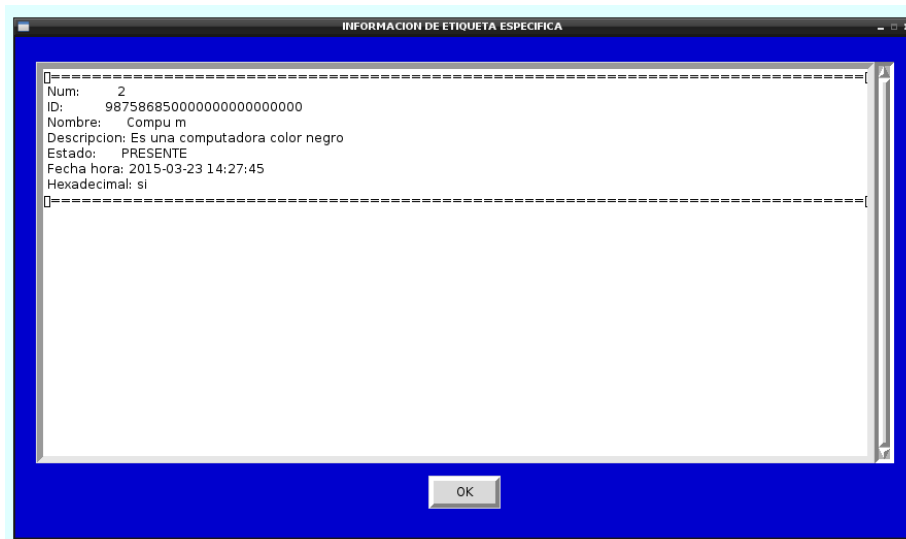 INFORMACION DE ETIQUETA ESPECIFICA
[]===============================================================================[
Num: 2
ID: 987586850000000000000000
Nombre: Compu m
Descripcion: Es una computadora color negro
Estado: PRESENTE
Fecha hora: 2015-03-23 14:27:45
Hexadecimal: si
[]===============================================================================[
OK